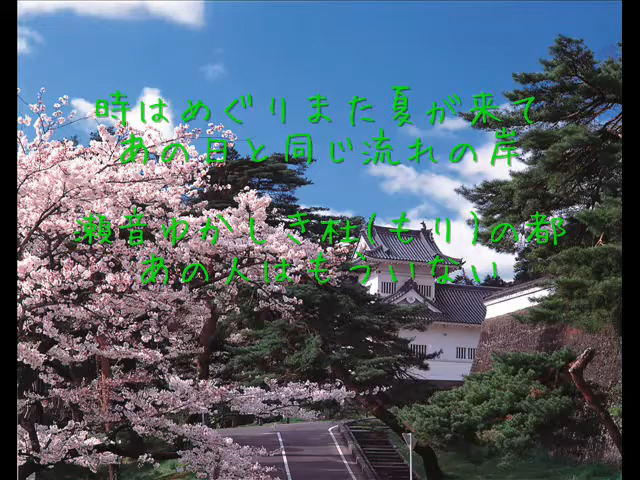 時はめぐりまた夏が来て
あの日と同じ流れの岸
瀬音ゆかしき杜(もり)の都
あの人はもういない